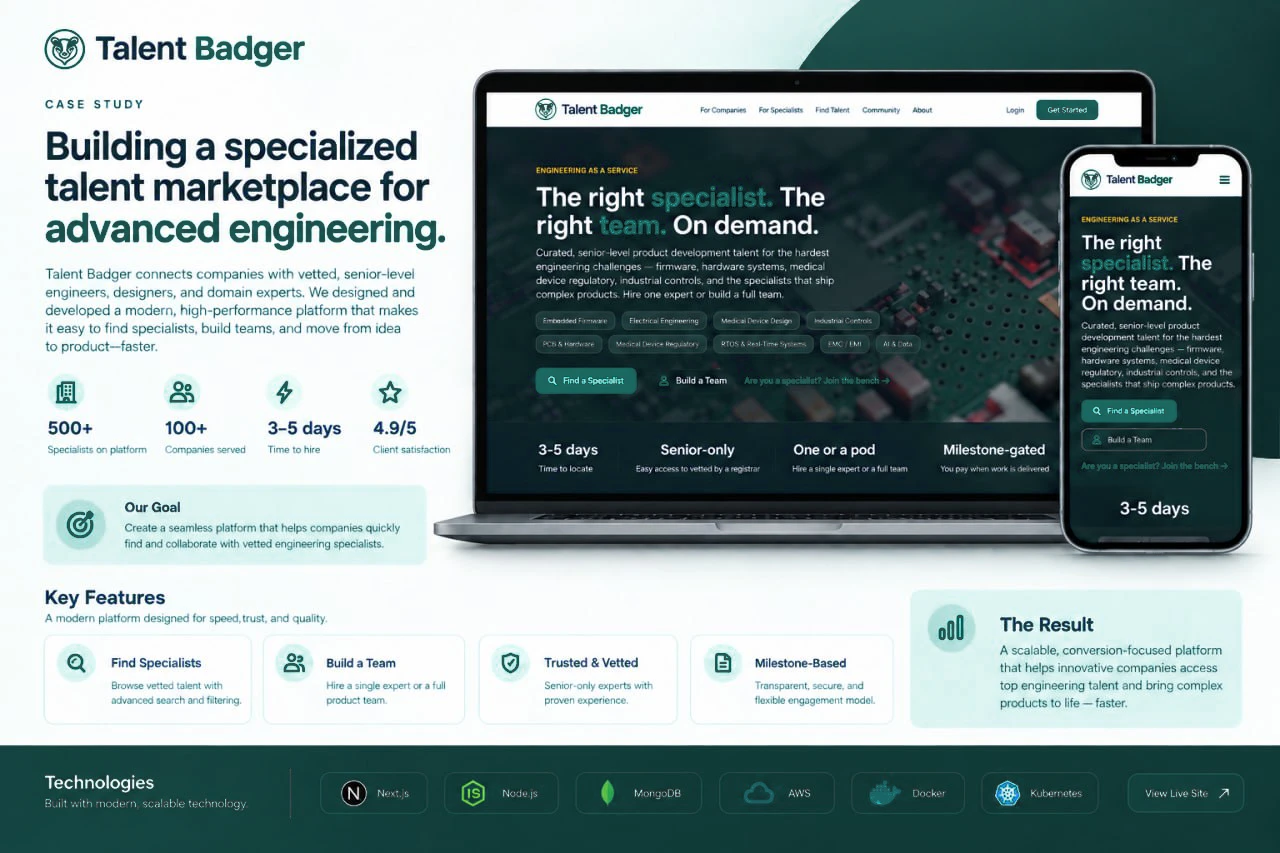 Talent Badger
CASE STUDY
Building a specialized
talent marketplace for
advanced engineering.
Talent Badger connects companies with vetted, senior-level
engineers, designers, and domain experts. We designed and
developed a modern, high-performance platform that makes
it easy to find specialists, build teams, and move from idea
to product—faster.
500+
Specialists on platform
100+
Companies served
3–5 days
Time to hire
4.9/5
Client satisfaction
Our Goal
Create a seamless platform that helps companies quickly
find and collaborate with vetted engineering specialists.
Talent Badger
For Companies
For Specialists
Find Talent
Community
About
Login
Get Started
ENGINEERING AS A SERVICE
The right specialist. The
right team. On demand.
Curated, senior-level product development talent for the hardest
engineering challenges — firmware, hardware systems, medical
device regulatory, industrial controls, and the specialists that ship
complex products. Hire one expert or build a full team.
Embedded Firmware
Electrical Engineering
Medical Device Design
Industrial Controls
PCB & Hardware
Medical Device Regulatory
RTOS & Real-Time Systems
EMC / EMI
AI & Data
Find a Specialist
Build a Team
Are you a specialist? Join the bench →
3-5 days
Time to locate
Senior-only
Easy access to vetted by a registrar
One or a pod
Hire a single expert or a full team
Milestone-gated
You pay when work is delivered
Talent Badger
ENGINEERING AS A SERVICE
The right
specialist. The
right team.
On demand.
Curated, senior-level product
development talent for the hardest
engineering challenges — firmware,
hardware systems, medical device
regulatory, industrial controls, and the
specialists that ship complex products.
Find a Specialist
Build a Team
Are you a specialist? Join the bench →
3-5 days
Key Features
A modern platform designed for speed, trust, and quality.
Find Specialists
Browse vetted talent with
advanced search and filtering.
Build a Team
Hire a single expert or a full
product team.
Trusted & Vetted
Senior-only experts with
proven experience.
Milestone-Based
Transparent, secure, and
flexible engagement model.
The Result
A scalable, conversion-focused platform
that helps innovative companies access
top engineering talent and bring complex
products to life — faster.
Technologies
Built with modern, scalable technology.
Next.js
Node.js
MongoDB
AWS
Docker
Kubernetes
View Live Site ↗